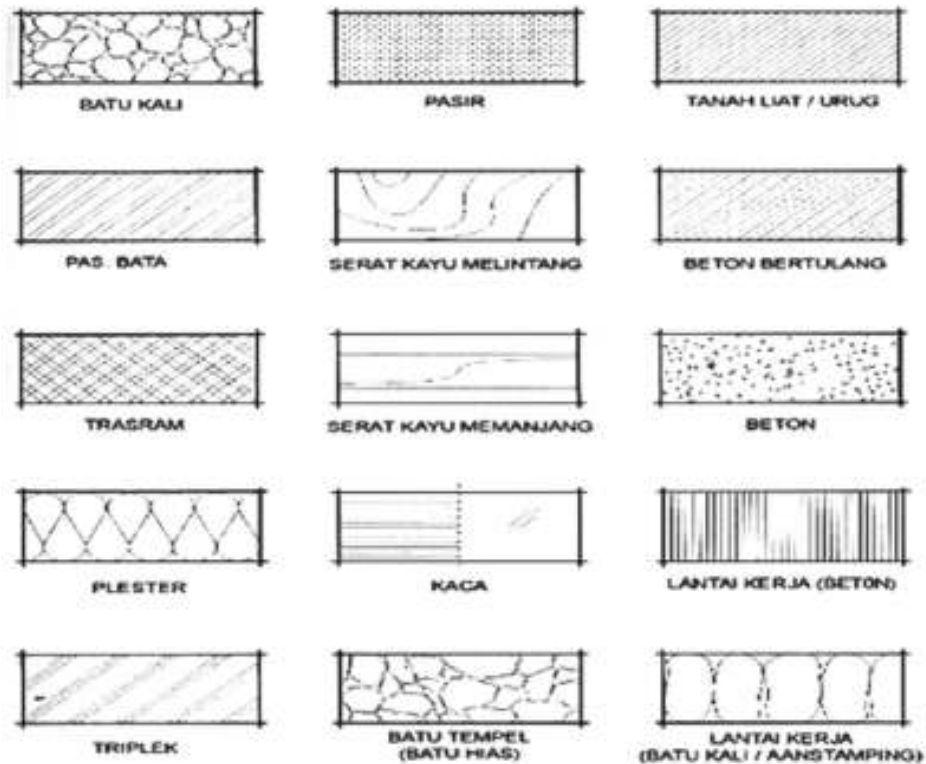 BATU KALI
PASIR
TANAH LIAT / URUG
PAS. BATA
SERAT KAYU MELINTANG
BETON BERTULANG
TRASRAM
SERAT KAYU MEMANJANG
BETON
PLESTER
KACA
LANTAI KERJA (BETON)
TRIPLEK
BATU TEMPEL
(BATU HIAS)
LANTAI KERJA
(BATU KALI / AANSTAMPING)